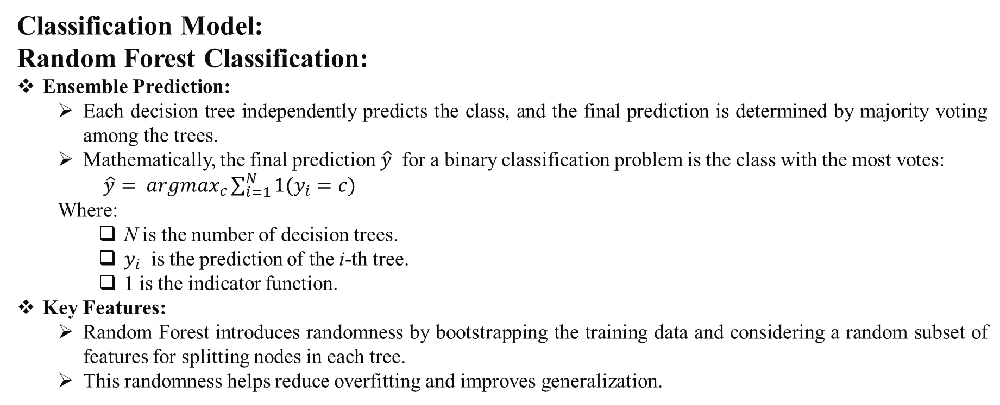 Classification Model:
Random Forest Classification:
❖ Ensemble Prediction:
➢ Each decision tree independently predicts the class, and the final prediction is determined by majority voting
among the trees.
➢ Mathematically, the final prediction ŷ for a binary classification problem is the class with the most votes:
ŷ = argmax_c ∑_{i=1}^{N} 1(y_i = c)
Where:
❑ N is the number of decision trees.
❑ y_i is the prediction of the i-th tree.
❑ 1 is the indicator function.
❖ Key Features:
➢ Random Forest introduces randomness by bootstrapping the training data and considering a random subset of
features for splitting nodes in each tree.
➢ This randomness helps reduce overfitting and improves generalization.